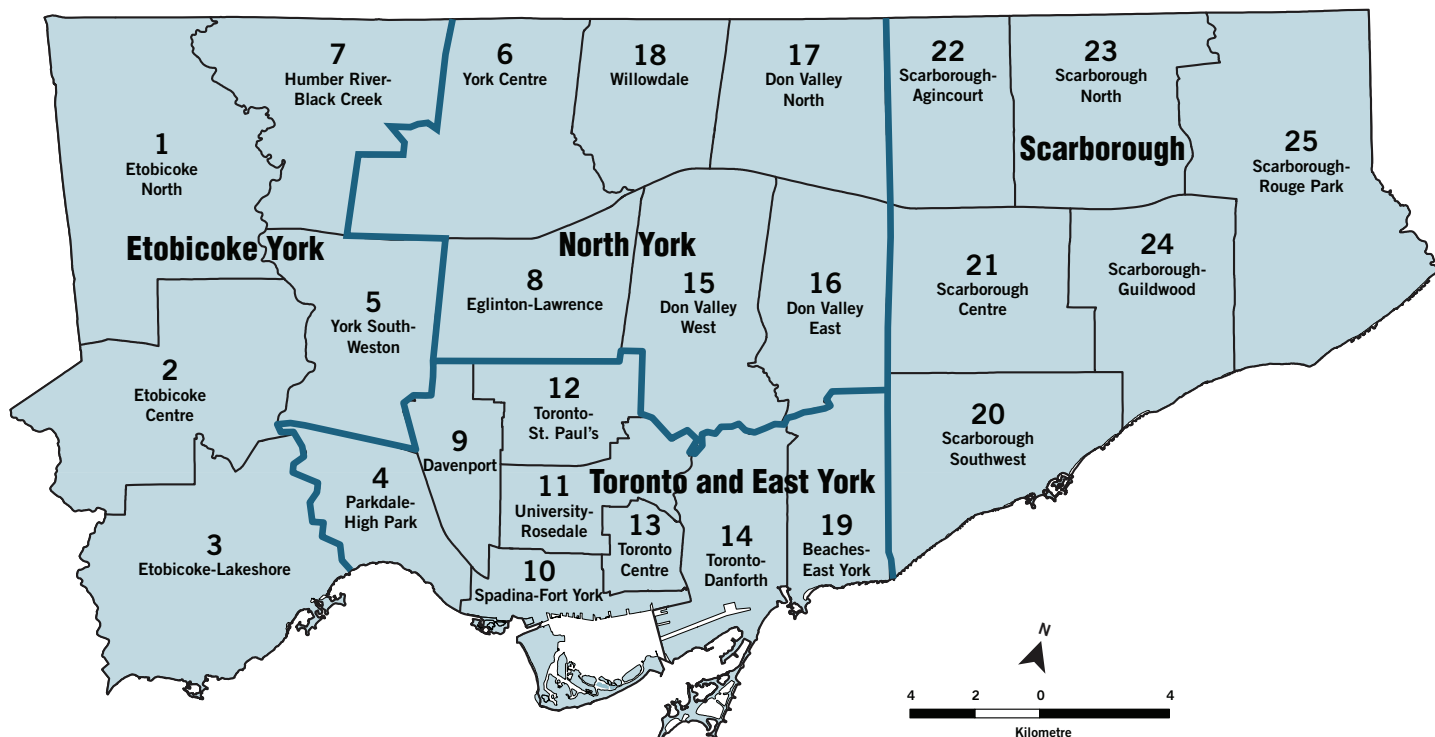 7
Humber River-
Black Creek
6
York Centre
18
Willowdale
17
Don Valley
North
22
Scarborough-
Agincourt
23
Scarborough
North
Scarborough
1
Etobicoke
North
25
Scarborough-
Rouge Park
Etobicoke York
North York
8
Eglinton-Lawrence
15
Don Valley
West
16
Don Valley
East
21
Scarborough
Centre
24
Scarborough-
Guildwood
5
York South-
Weston
2
Etobicoke
Centre
12
Toronto-
St. Paul's
20
Scarborough
Southwest
9
Davenport
4
Parkdale-
High Park
Toronto and East York
11
University-
Rosedale
13
Toronto
Centre
14
Toronto-
Danforth
19
Beaches-
East York
3
Etobicoke-Lakeshore
10
Spadina-Fort York
N
4 2 0 4
Kilometre